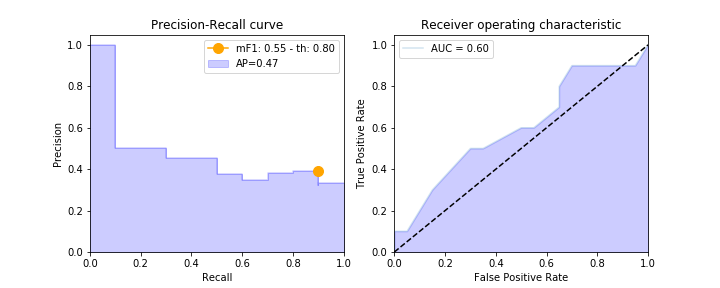 Precision-Recall curve
1.0
0.8
0.6
0.4
0.2
0.0
Precision
mF1: 0.55 - th: 0.80
AP=0.47
0.0 0.2 0.4 0.6 0.8 1.0
Recall
Receiver operating characteristic
1.0
0.8
0.6
0.4
0.2
0.0
True Positive Rate
AUC = 0.60
0.0 0.2 0.4 0.6 0.8 1.0
False Positive Rate